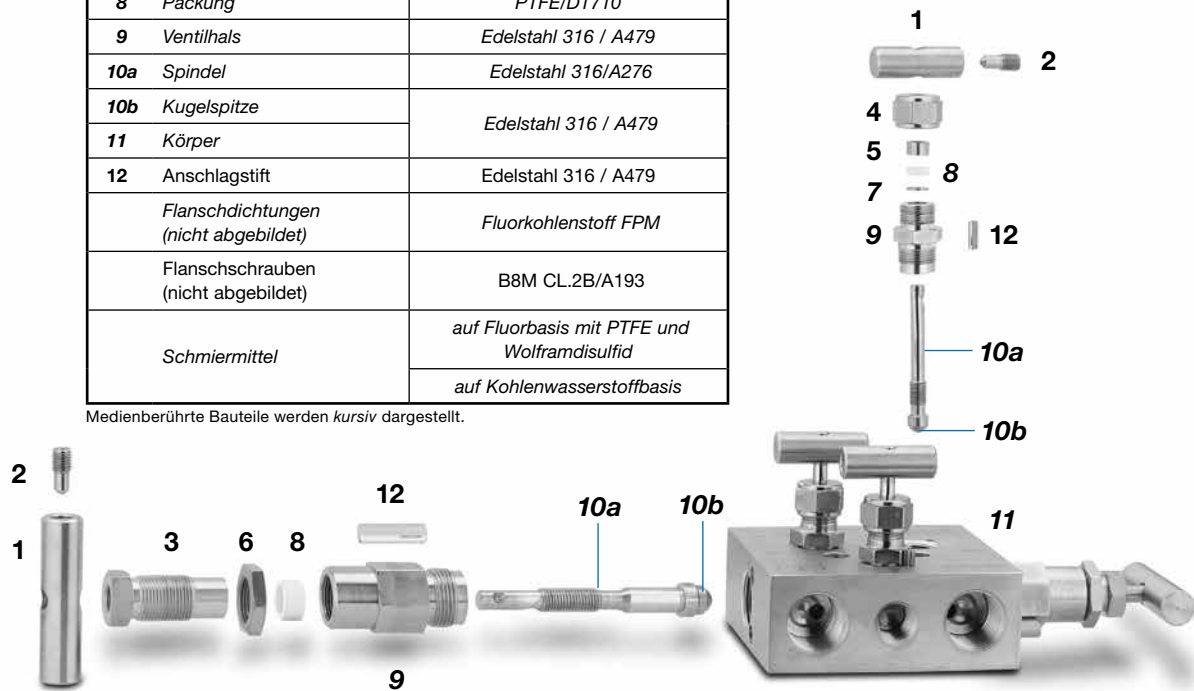 8 Packung PTFE/D1710
9 Ventilhals Edelstahl 316 / A479
10a Spindel Edelstahl 316/A276
10b Kugelspitze
Edelstahl 316 / A479
11 Körper
12 Anschlagstift Edelstahl 316 / A479
Flanschdichtungen
(nicht abgebildet)
Fluorkohlenstoff FPM
Flanschschrauben
(nicht abgebildet)
B8M CL.2B/A193
Schmiermittel
auf Fluorbasis mit PTFE und
Wolframdisulfid
auf Kohlenwasserstoffbasis
Medienberührte Bauteile werden kursiv dargestellt.
1
2
4
5
8
7
9
12
10a
10b
11
2
1
3
6
8
12
9
10a
10b